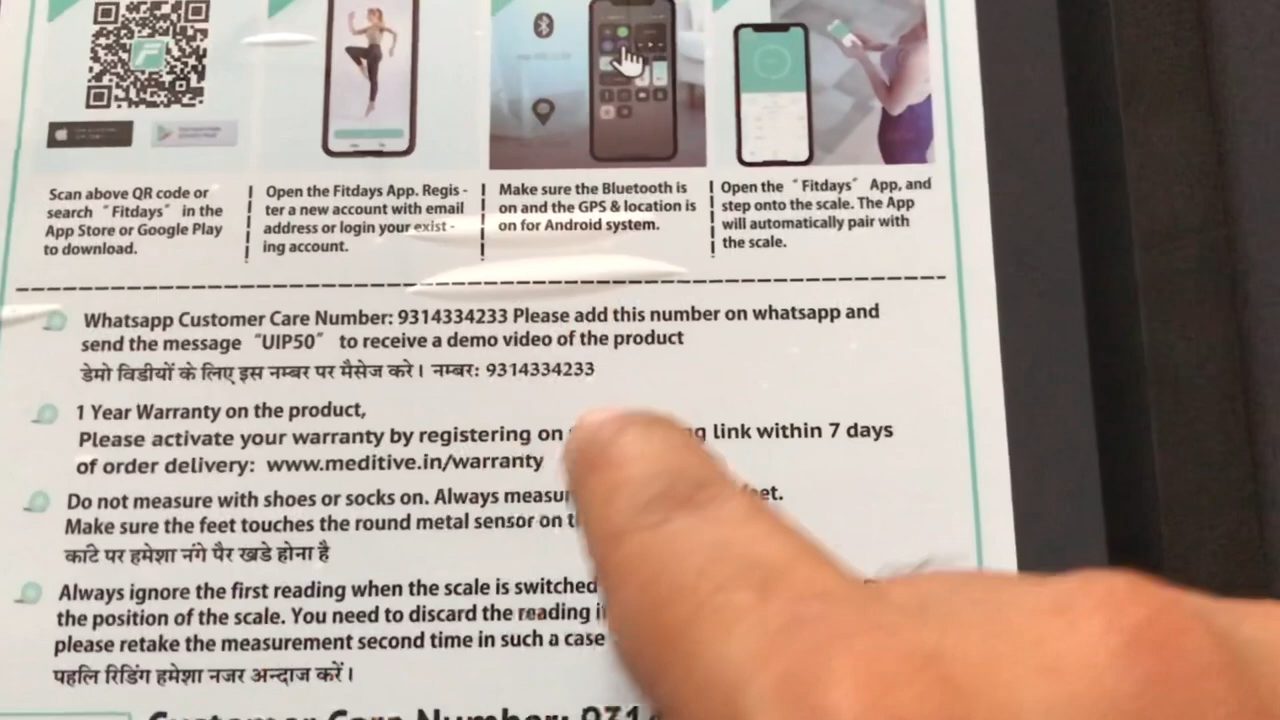 Scan above QR code or
search "Fitdays" in the
App Store or Google Play
to download.
Open the Fitdays App. Regis -
ter a new account with email
address or login your exist -
ing account.
Make sure the Bluetooth is
on and the GPS & location is
on for Android system.
Open the "Fitdays" App, and
step onto the scale. The App
will automatically pair with
the scale.
Whatsapp Customer Care Number: 9314334233 Please add this number on whatsapp and
send the message "UIP50" to receive a demo video of the product
डेमो विडीयों के लिए इस नम्बर पर मैसेज करे। नम्बर: 9314334233
1 Year Warranty on the product,
Please activate your warranty by registering on link within 7 days
of order delivery: www.meditive.in/warranty
Do not measure with shoes or socks on. Always
Make sure the feet touches the round metal sensor on
कांटे पर हमेशा नंगे पैर खडे होना है
Always ignore the first reading when the scale is switched
the position of the scale. You need to discard the reading
please retake the measurement second time in such a case
पहलि रिडिंग हमेशा नजर अन्दाज करें।
Customer Care Number: